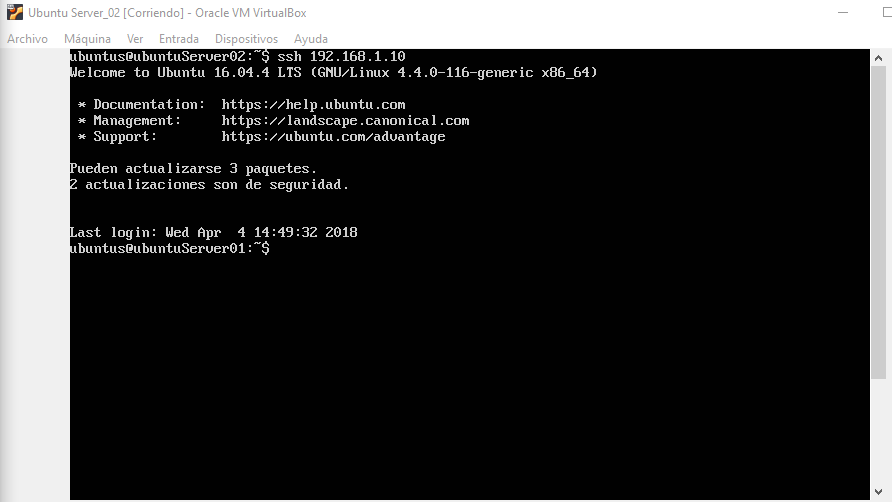 Ubuntu Server_02 [Corriendo] - Oracle VM VirtualBox
Archivo Máquina Ver Entrada Dispositivos Ayuda
ubuntus@ubuntuServer02:~$ ssh 192.168.1.10
Welcome to Ubuntu 16.04.4 LTS (GNU/Linux 4.4.0-116-generic x86_64)
* Documentation: https://help.ubuntu.com
* Management: https://landscape.canonical.com
* Support: https://ubuntu.com/advantage
Pueden actualizarse 3 paquetes.
2 actualizaciones son de seguridad.
Last login: Wed Apr 4 14:49:32 2018
ubuntus@ubuntuServer01:~$